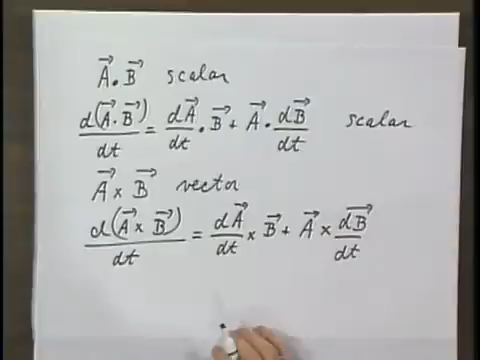 A⃗ · B⃗ scalar
d(A⃗ · B⃗)/dt = dA⃗/dt · B⃗ + A⃗ · dB⃗/dt scalar
A⃗ × B⃗ vector
d(A⃗ × B⃗)/dt = dA⃗/dt × B⃗ + A⃗ × dB⃗/dt